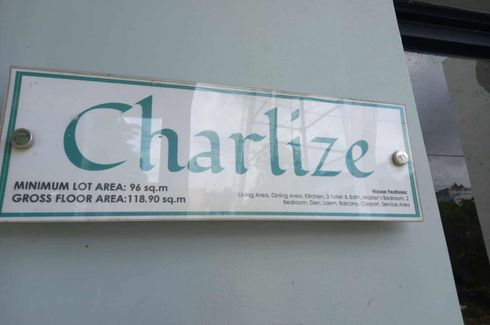 Charlize
MINIMUM LOT AREA: 96 sq.m
GROSS FLOOR AREA:118.90 sq.m
House Features:
Living Area, Dining Area, Kitchen, 3 Toilet & Bath, Master's Bedroom, 2
Bedroom, Den, Lawn, Balcony, Carport, Service Area